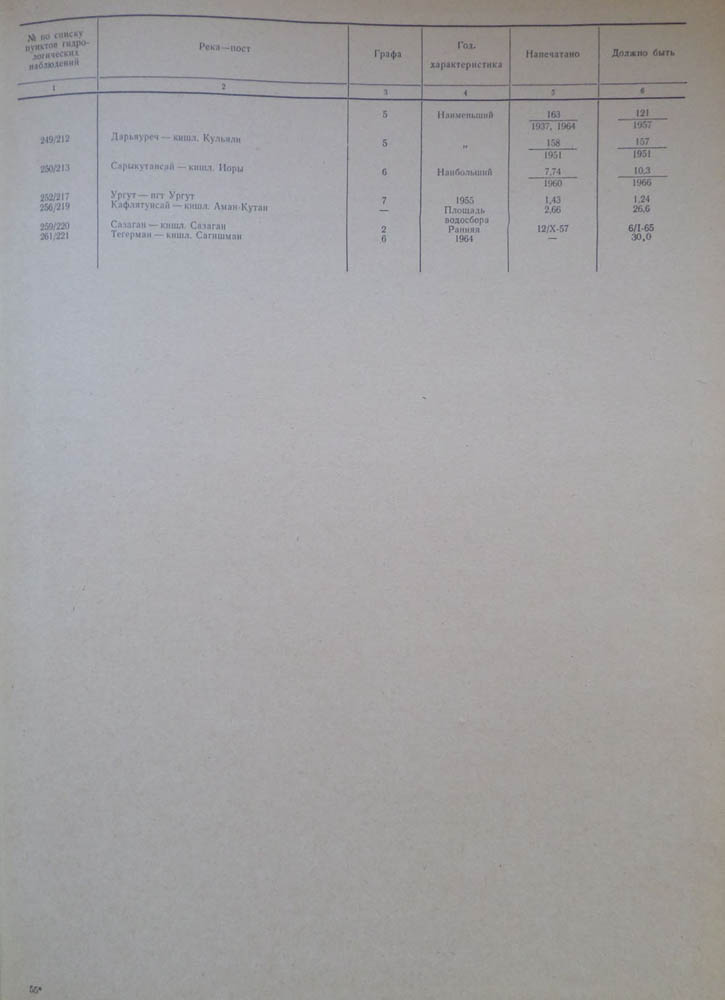 № по списку пунктов гидрологических наблюдений | Река—пост | Графа | Год, характеристика | Напечатано | Должно быть
1 | 2 | 3 | 4 | 5 | 6
5 Наименьший 163 121
1937, 1964 1957
249/212 Дарьяуреч — кишл. Кульяли 5 „ 158 157
1951 1951
250/213 Сарыкутансай — кишл. Иоры 6 Наибольший 7,74 10,3
1960 1966
252/217 Ургут — пгт Ургут 7 1955 1,43 1,24
256/219 Кафлятунсай — кишл. Аман-Кутан — Площадь 2,66 26,6
водосбора
259/220 Сазаган — кишл. Сазаган 2 Ранняя 12/X-57 6/I-65
261/221 Тегерман — кишл. Сагишман 6 1964 — 30,0
55*